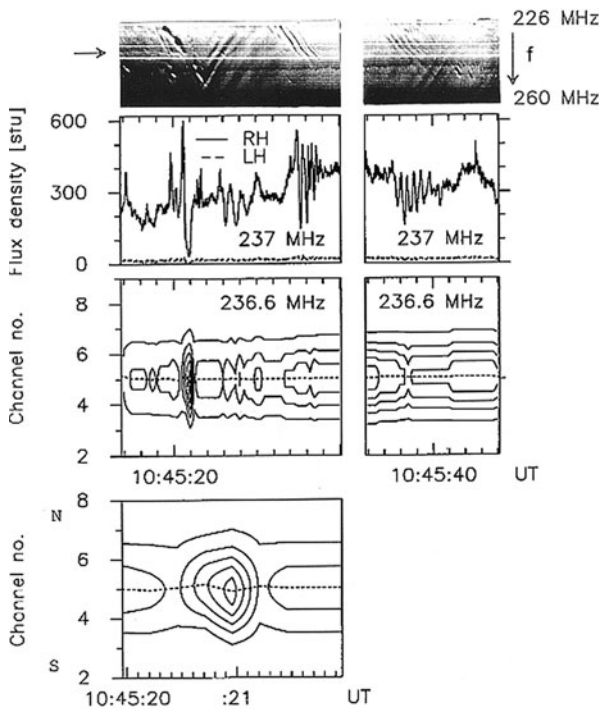 226 MHz
f
260 MHz
Flux density [stu]
600
300
0
RH
LH
237 MHz
237 MHz
Channel no.
8
6
4
2
236.6 MHz
236.6 MHz
10:45:20
10:45:40
UT
Channel no.
N
S
8
6
4
2
10:45:20
:21
UT